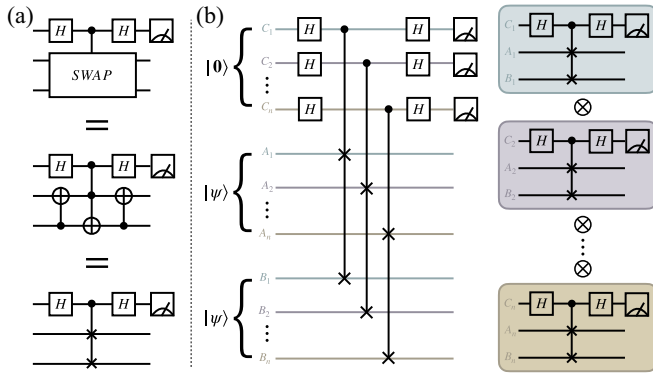 (a)
H H
SWAP
=
H H
=
H H
(b)
|0⟩
C₁ H H
C₂ H H
⋮
Cₙ H H
|ψ⟩
A₁
A₂
⋮
Aₙ
|ψ⟩
B₁
B₂
⋮
Bₙ
C₁ H H
A₁
B₁
⊗
C₂ H H
A₂
B₂
⊗
⋮
⊗
Cₙ H H
Aₙ
Bₙ